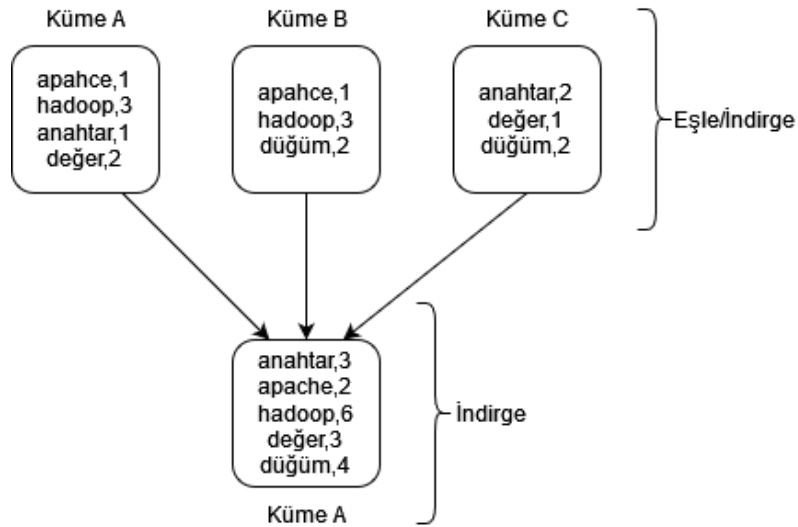 Küme A
Küme B
Küme C
apahce,1
hadoop,3
anahtar,1
değer,2
apahce,1
hadoop,3
düğüm,2
anahtar,2
değer,1
düğüm,2
Eşle/İndirge
anahtar,3
apache,2
hadoop,6
değer,3
düğüm,4
İndirge
Küme A